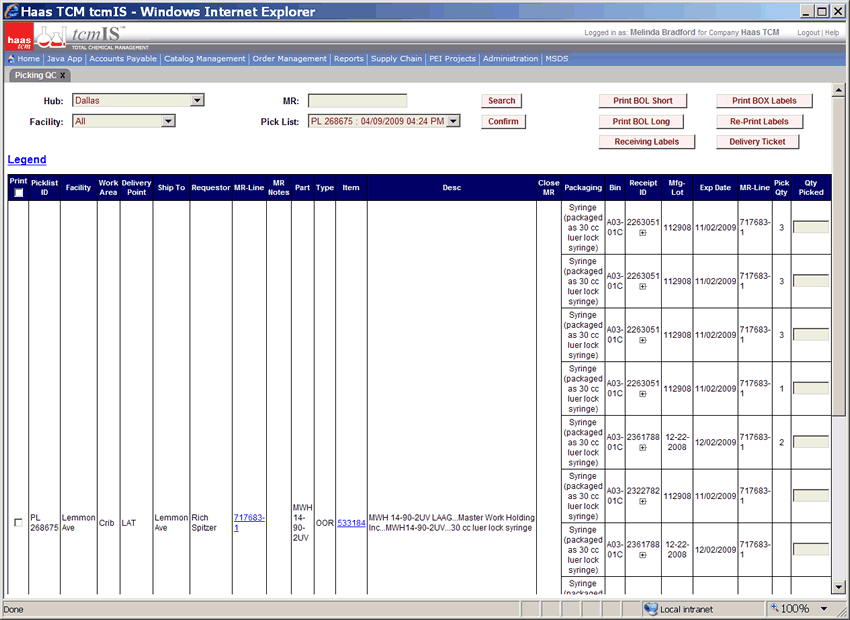 Haas TCM tcmIS - Windows Internet Explorer
haas tcm
tcmIS™
TOTAL CHEMICAL MANAGEMENT
Logged in as: Melinda Bradford for Company Haas TCM
Logout | Help
Home | Java App | Accounts Payable | Catalog Management | Order Management | Reports | Supply Chain | PEI Projects | Administration | MSDS
Picking QC X
Hub: Dallas MR: Search Print BOL Short Print BOX Labels
Facility: All Pick List: PL 268675 : 04/09/2009 04:24 PM Confirm Print BOL Long Re-Print Labels
Receiving Labels Delivery Ticket
Legend
Print Picklist ID Facility Work Area Delivery Point Ship To Requestor MR-Line MR Notes Part Type Item Desc Close MR Packaging Bin Receipt ID Mfg-Lot Exp Date MR-Line Pick Qty Qty Picked
Syringe (packaged as 30 cc luer lock syringe) A03-01C 2263051 112908 11/02/2009 717683-1 3
Syringe (packaged as 30 cc luer lock syringe) A03-01C 2263051 112908 11/02/2009 717683-1 3
Syringe (packaged as 30 cc luer lock syringe) A03-01C 2263051 112908 11/02/2009 717683-1 3
Syringe (packaged as 30 cc luer lock syringe) A03-01C 2263051 112908 11/02/2009 717683-1 1
Syringe (packaged as 30 cc luer lock syringe) A03-01C 2361788 12-22-2008 12/02/2009 717683-1 2
Syringe (packaged as 30 cc luer lock syringe) A03-01C 2322782 112908 11/02/2009 717683-1
PL 268675 Lemmon Ave Crib LAT Lemmon Ave Rich Spitzer 717683-1 MWH 14-90-2UV OOR 533184 MWH 14-90-2UV LAAG...Master Work Holding Inc...MWH14-90-2UV...30 cc luer lock syringe
Syringe (packaged as 30 cc luer lock syringe) A03-01C 2361788 12-22-2008 12/02/2009 717683-1
Syringe (packaged
Done Local intranet 100%